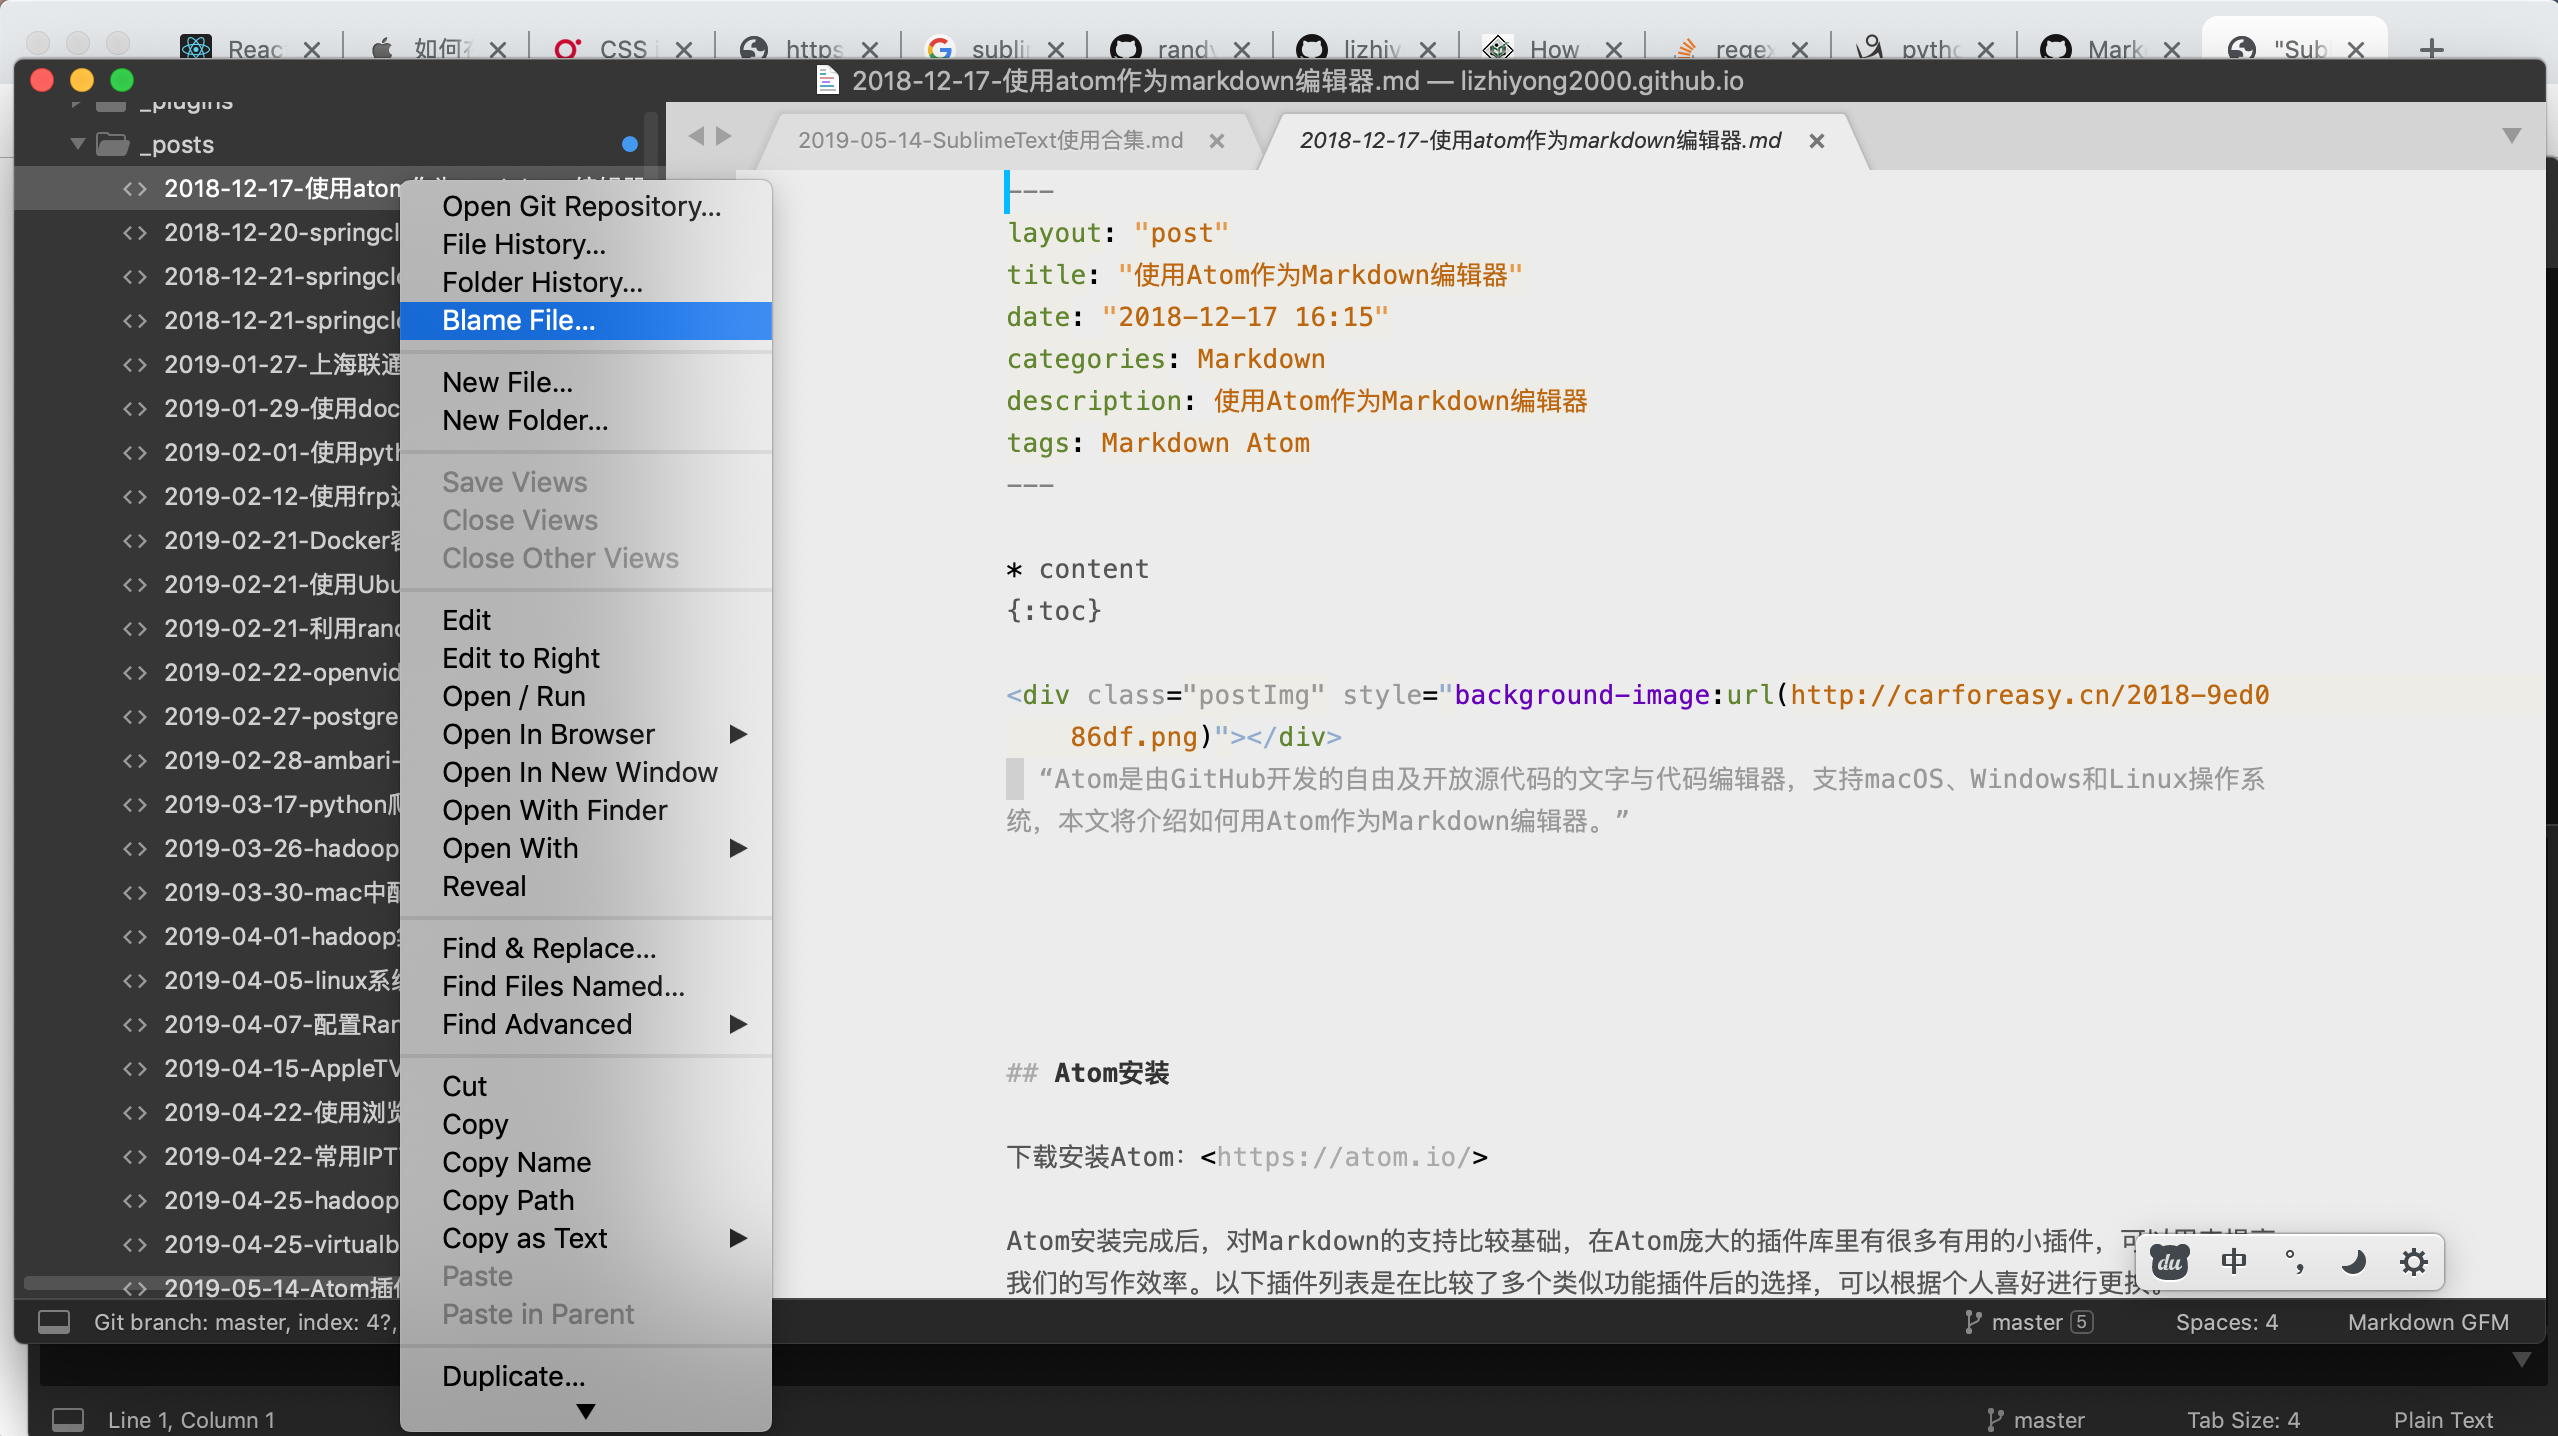 Reac
如何
CSS
https
subli
randy
lizhiy
How
regex
pytho
Mark
"Sub
2018-12-17-使用atom作为markdown编辑器.md — lizhiyong2000.github.io
_plugins
_posts
2018-12-17-使用atom
2018-12-20-springcl
2018-12-21-springcl
2018-12-21-springcl
2019-01-27-上海联通
2019-01-29-使用doc
2019-02-01-使用pyth
2019-02-12-使用frp
2019-02-21-Docker
2019-02-21-使用Ubu
2019-02-21-利用ranc
2019-02-22-openvid
2019-02-27-postgre
2019-02-28-ambari-
2019-03-17-python爬
2019-03-26-hadoop
2019-03-30-mac中配
2019-04-01-hadoop
2019-04-05-linux系统
2019-04-07-配置Ran
2019-04-15-AppleTV
2019-04-22-使用浏览
2019-04-22-常用IPT
2019-04-25-hadoop
2019-04-25-virtualb
2019-05-14-Atom插件
Open Git Repository...
File History...
Folder History...
Blame File...
New File...
New Folder...
Save Views
Close Views
Close Other Views
Edit
Edit to Right
Open / Run
Open In Browser
Open In New Window
Open With Finder
Open With
Reveal
Find & Replace...
Find Files Named...
Find Advanced
Cut
Copy
Copy Name
Copy Path
Copy as Text
Paste
Paste in Parent
Duplicate...
2019-05-14-SublimeText使用合集.md
2018-12-17-使用atom作为markdown编辑器.md
---
layout: "post"
title: "使用Atom作为Markdown编辑器"
date: "2018-12-17 16:15"
categories: Markdown
description: 使用Atom作为Markdown编辑器
tags: Markdown Atom
---
* content
{:toc}
<div class="postImg" style="background-image:url(http://carforeasy.cn/2018-9ed0
86df.png)"></div>
“Atom是由GitHub开发的自由及开放源代码的文字与代码编辑器，支持macOS、Windows和Linux操作系
统，本文将介绍如何用Atom作为Markdown编辑器。”
## Atom安装
下载安装Atom：<https://atom.io/>
Atom安装完成后，对Markdown的支持比较基础，在Atom庞大的插件库里有很多有用的小插件，可以用来提高
我们的写作效率。以下插件列表是在比较了多个类似功能插件后的选择，可以根据个人喜好进行更换。
du 中 °,
Git branch: master, index: 4?,
master 5
Spaces: 4
Markdown GFM
Line 1, Column 1
master
Tab Size: 4
Plain Text